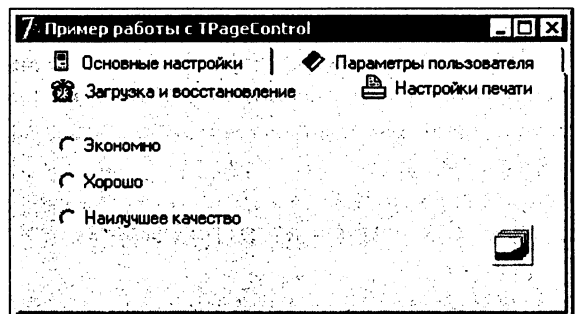 Пример работы с TPageControl
Основные настройки Параметры пользователя
Загрузка и восстановление Настройки печати
Экономно
Хорошо
Наилучшее качество